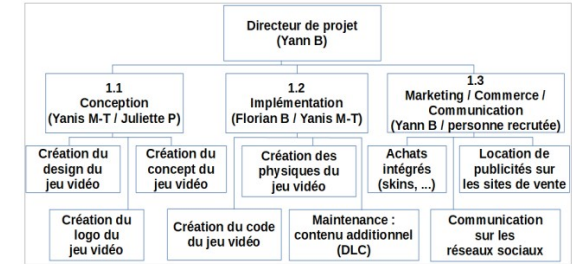 Directeur de projet
(Yann B)
1.1
Conception
(Yanis M-T / Juliette P)
1.2
Implémentation
(Florian B / Yanis M-T)
1.3
Marketing / Commerce /
Communication
(Yann B / personne recrutée)
Création du
design du
jeu vidéo
Création du
concept du
jeu vidéo
Création des
physiques du
jeu vidéo
Achats
intégrés
(skins, ...)
Location de
publicités sur
les sites de vente
Création du
logo du
jeu vidéo
Création du code
du jeu vidéo
Maintenance :
contenu additionnel
(DLC)
Communication
sur les
réseaux sociaux